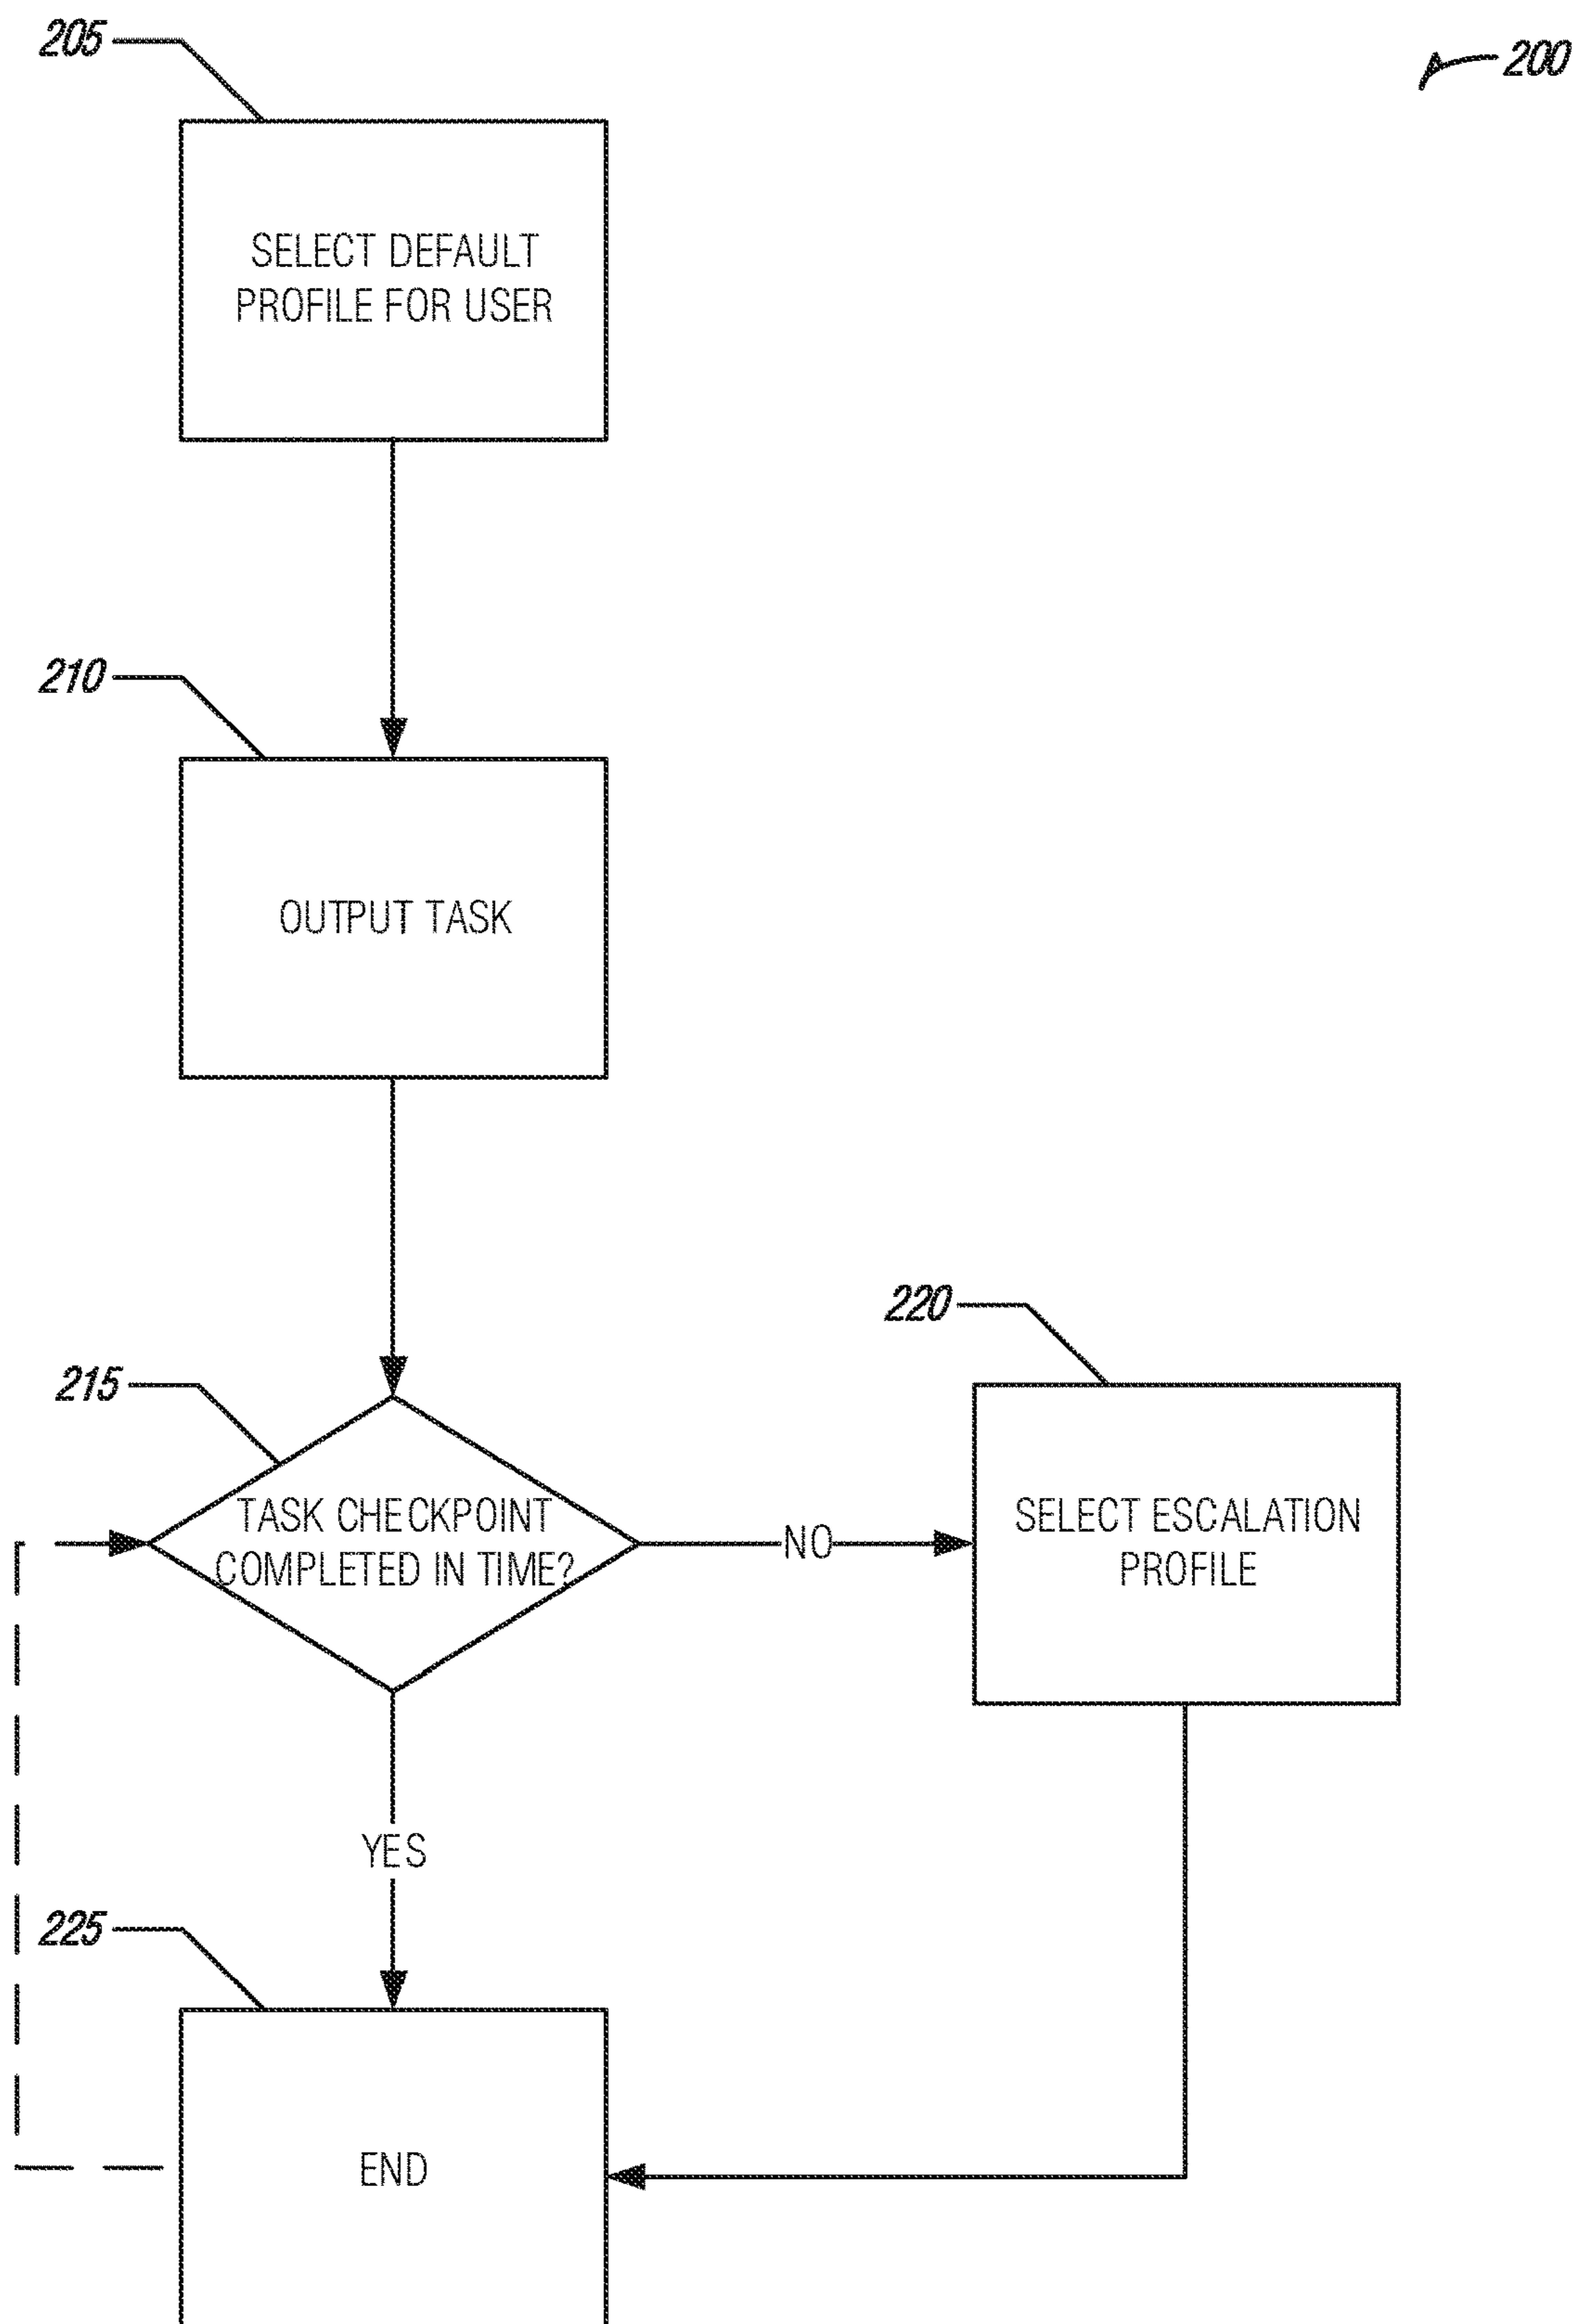 205
200
SELECT DEFAULT
PROFILE FOR USER
210
OUTPUT TASK
220
215
TASK CHECKPOINT
COMPLETED IN TIME?
NO
SELECT ESCALATION
PROFILE
YES
225
END